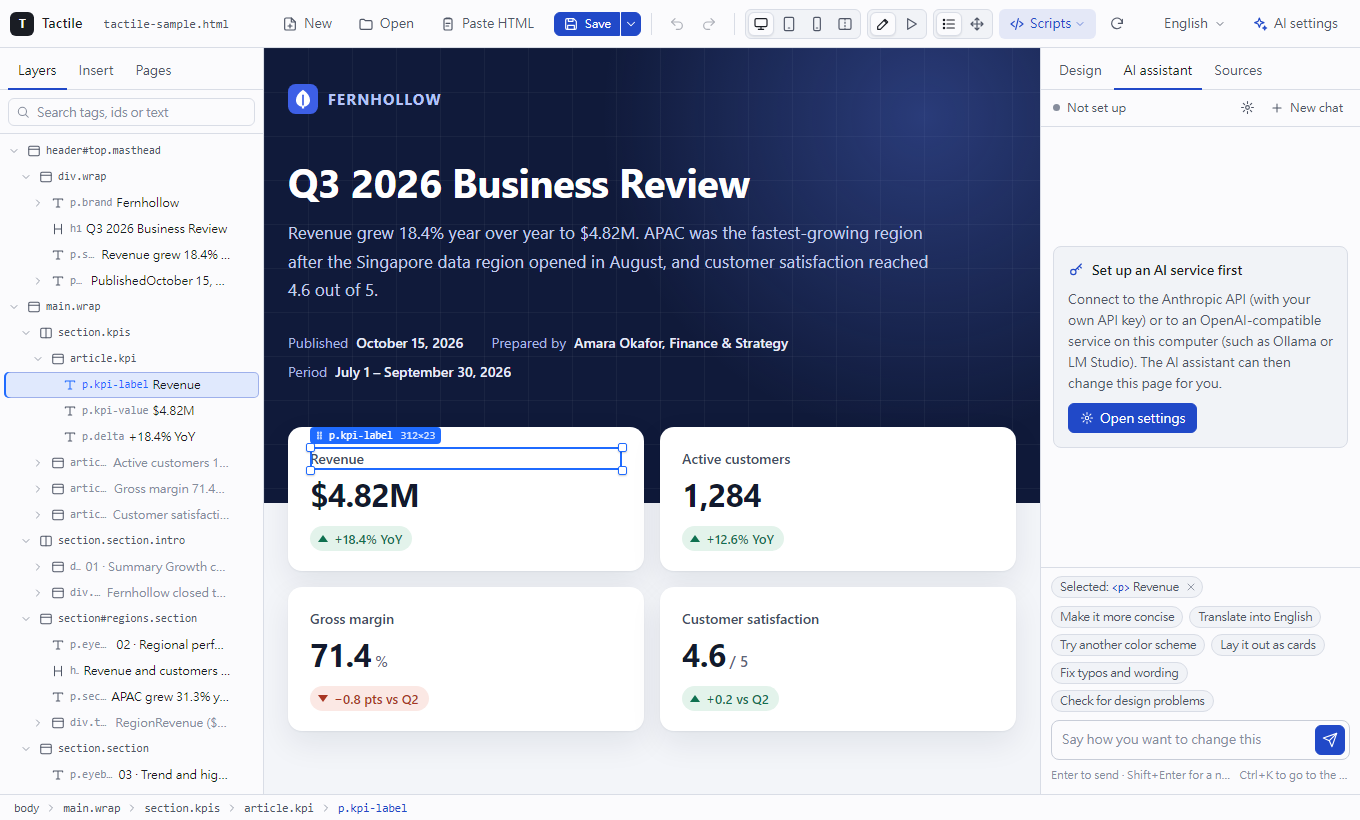 T Tactile tactile-sample.html New Open Paste HTML Save Scripts English AI settings
Layers Insert Pages
Search tags, ids or text
header#top.masthead
div.wrap
p.brand Fernhollow
h1 Q3 2026 Business Review
p.s… Revenue grew 18.4% …
p… PublishedOctober 15, …
main.wrap
section.kpis
article.kpi
p.kpi-label Revenue
p.kpi-value $4.82M
p.delta +18.4% YoY
artic… Active customers 1…
artic… Gross margin 71.4…
artic… Customer satisfacti…
section.section.intro
d… 01 · Summary Growth c…
div.… Fernhollow closed t…
section#regions.section
p.eye… 02 · Regional perf…
h. Revenue and customers …
p.sec… APAC grew 31.3% y…
div.t… RegionRevenue ($…
section.section
p.eyeb… 03 · Trend and hig…
FERNHOLLOW
Q3 2026 Business Review
Revenue grew 18.4% year over year to $4.82M. APAC was the fastest-growing region
after the Singapore data region opened in August, and customer satisfaction reached
4.6 out of 5.
Published October 15, 2026 Prepared by Amara Okafor, Finance & Strategy
Period July 1 – September 30, 2026
p.kpi-label 312×23
Revenue
$4.82M
+18.4% YoY
Active customers
1,284
+12.6% YoY
Gross margin
71.4 %
−0.8 pts vs Q2
Customer satisfaction
4.6 / 5
+0.2 vs Q2
Design AI assistant Sources
Not set up New chat
Set up an AI service first
Connect to the Anthropic API (with your
own API key) or to an OpenAI-compatible
service on this computer (such as Ollama or
LM Studio). The AI assistant can then
change this page for you.
Open settings
Selected: <p> Revenue
Make it more concise Translate into English
Try another color scheme Lay it out as cards
Fix typos and wording
Check for design problems
Say how you want to change this
Enter to send · Shift+Enter for a n… Ctrl+K to go to the …
body main.wrap section.kpis article.kpi p.kpi-label